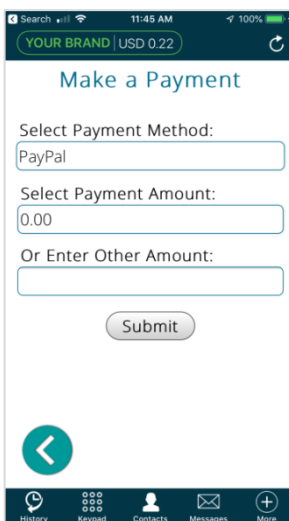 Search 11:45 AM 100%
YOUR BRAND | USD 0.22
Make a Payment
Select Payment Method:
PayPal
Select Payment Amount:
0.00
Or Enter Other Amount:
Submit
History Keypad Contacts Messages More